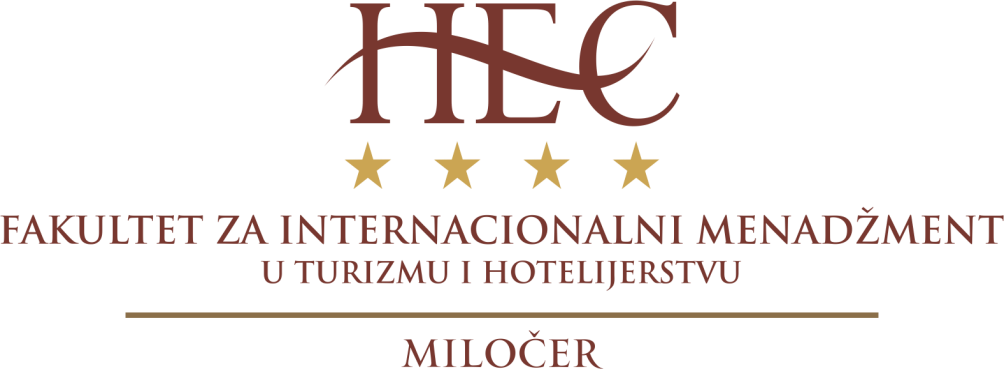 HEC
FAKULTET ZA INTERNACIONALNI MENADŽMENT
U TURIZMU I HOTELIJERSTVU
MILOČER